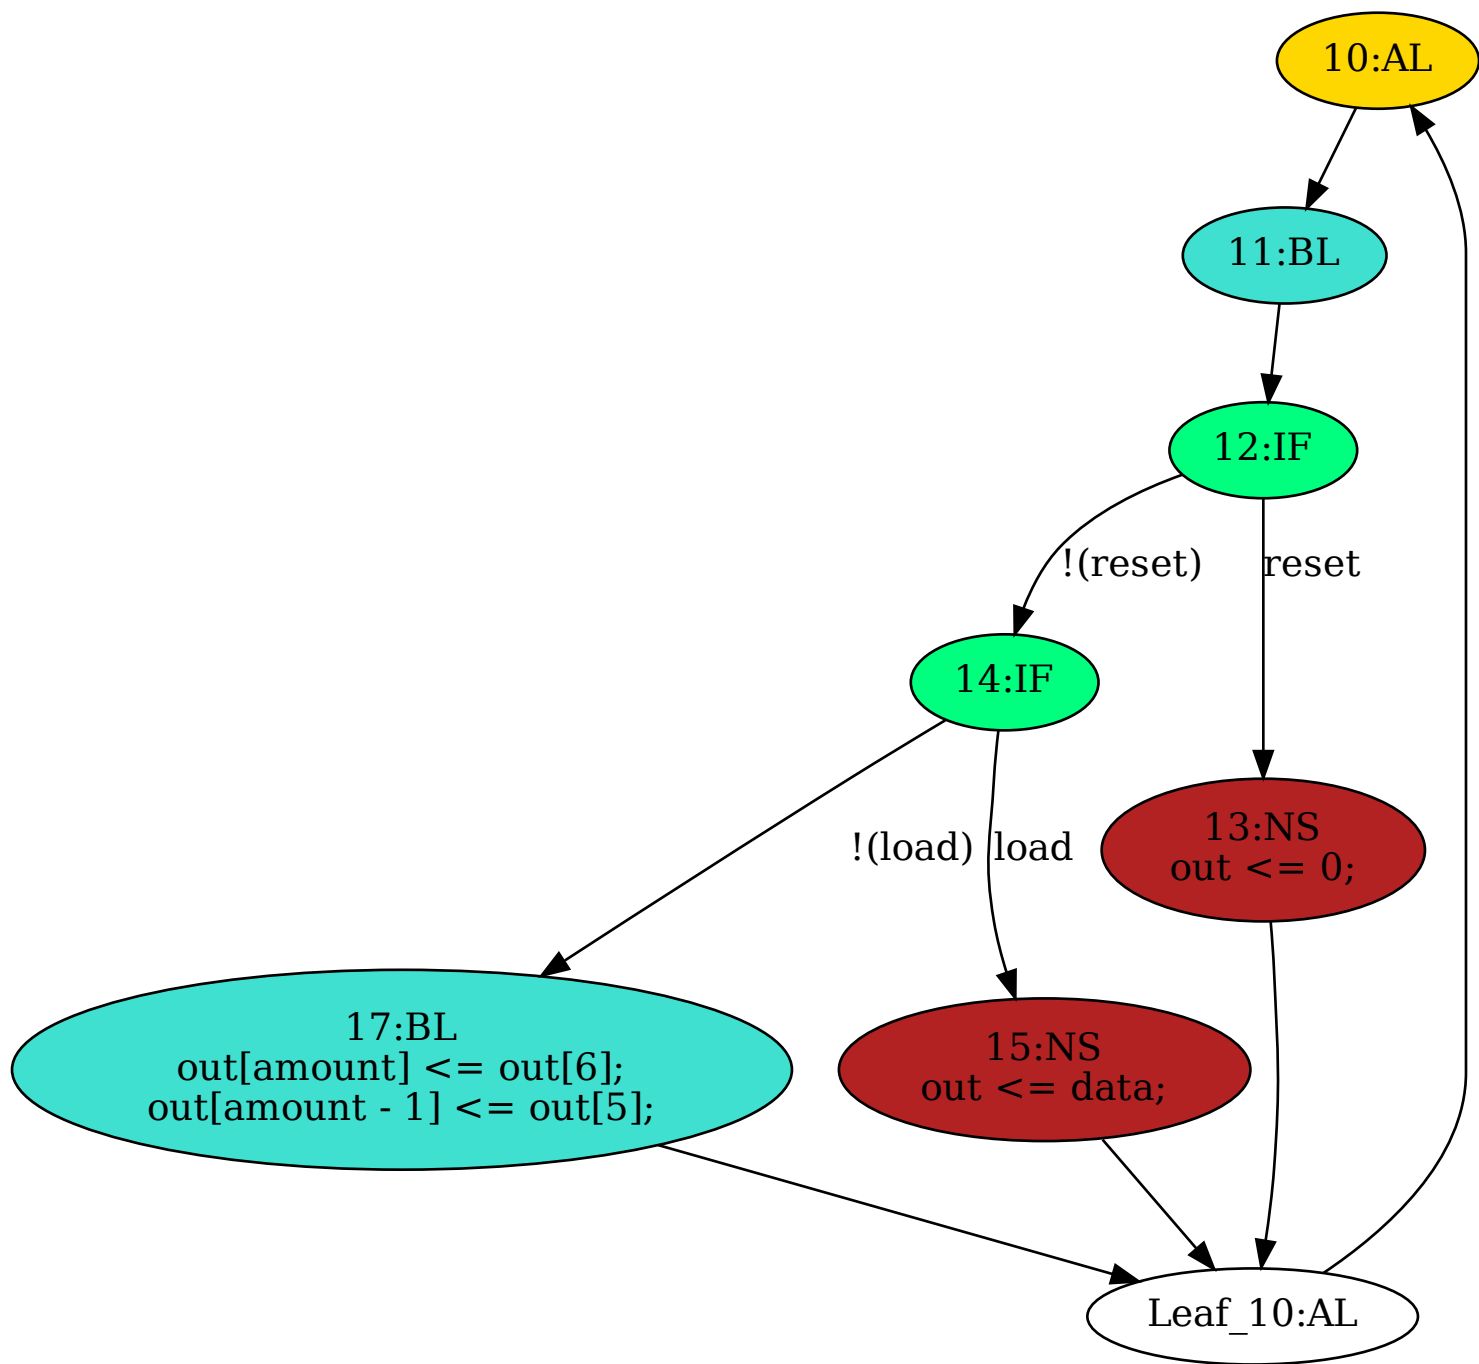 10:AL
11:BL
12:IF
!(reset)
reset
14:IF
!(load)
load
13:NS
out <= 0;
17:BL
out[amount] <= out[6];
out[amount - 1] <= out[5];
15:NS
out <= data;
Leaf_10:AL